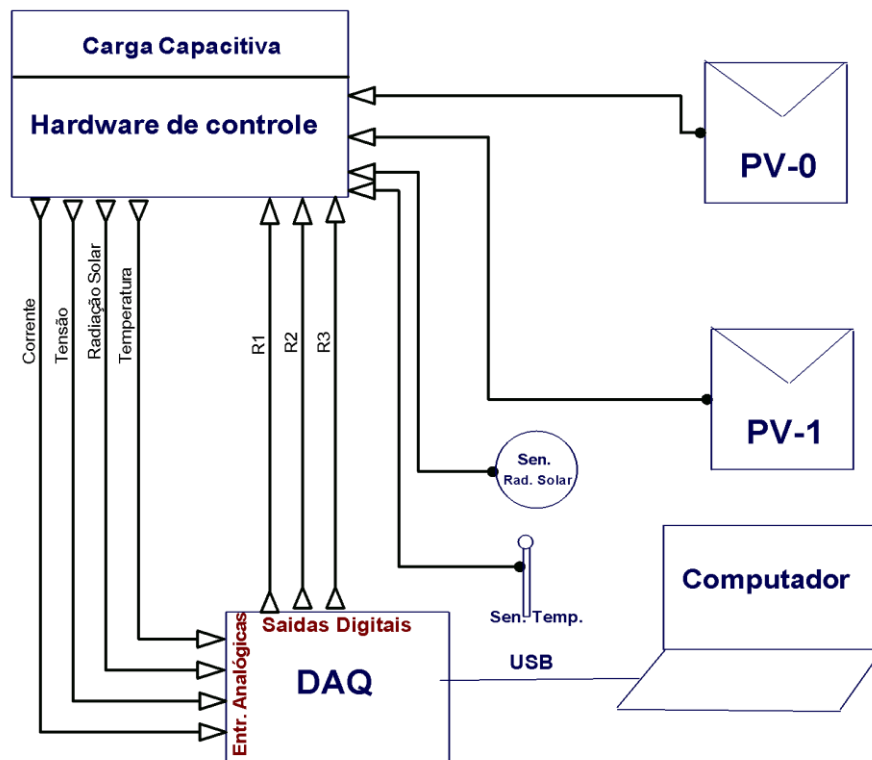 Carga Capacitiva
Hardware de controle
PV-0
Corrente
Tensão
Radiação Solar
Temperatura
R1
R2
R3
PV-1
Sen.
Rad. Solar
Sen. Temp.
Computador
USB
Saidas Digitais
Entr. Analógicas
DAQ